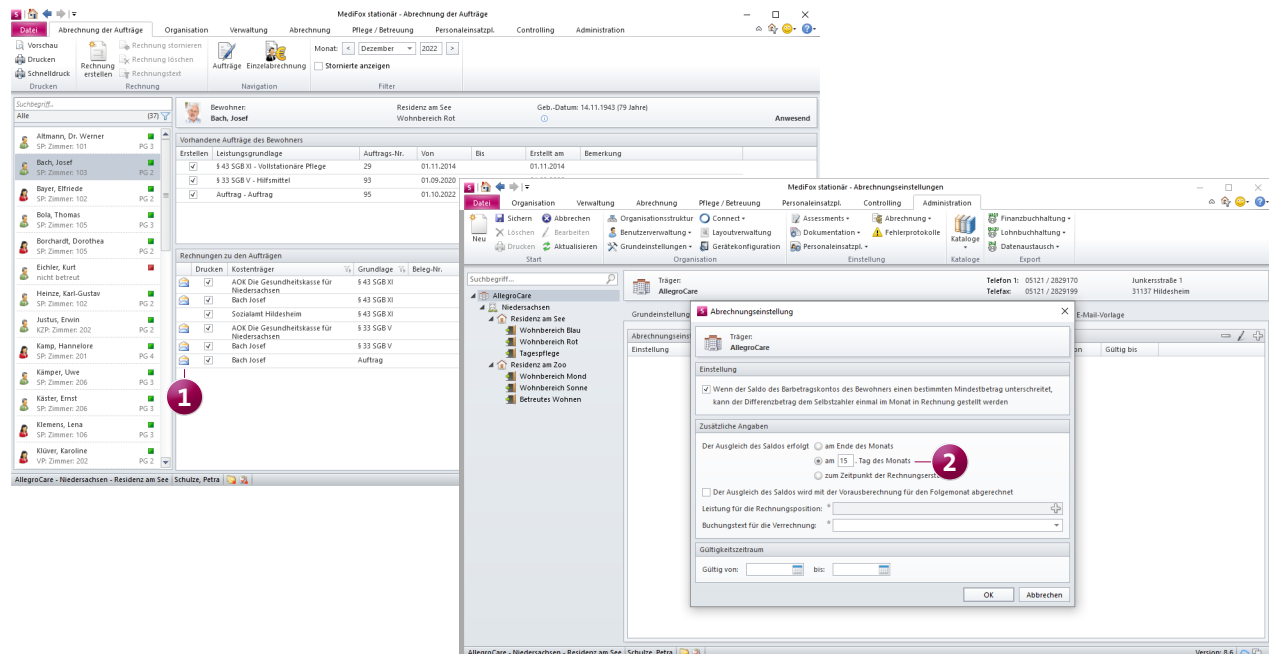 MediFox stationär - Abrechnung der Aufträge
Datei Abrechnung der Aufträge Organisation Verwaltung Abrechnung Pflege / Betreuung Personaleinsatzpl. Controlling Administration
Vorschau
Drucken
Schnelldruck
Rechnung erstellen
Rechnung stornieren
Rechnung löschen
Rechnungstext
Aufträge Einzelabrechnung
Monat: < Dezember 2022 >
Stornierte anzeigen
Drucken Rechnung Navigation Filter
Suchbegriff...
Alle (37)
Altmann, Dr. Werner
SP: Zimmer: 101 PG 3
Bach, Josef
SP: Zimmer: 103 PG 2
Bayer, Elfriede
SP: Zimmer: 102 PG 2
Bola, Thomas
SP: Zimmer: 105 PG 3
Borchardt, Dorothea
SP: Zimmer: 105 PG 2
Eichler, Kurt
nicht betreut
Heinze, Karl-Gustav
SP: Zimmer: 102 PG 2
Justus, Erwin
KZP: Zimmer: 202 PG 2
Kamp, Hannelore
SP: Zimmer: 201 PG 4
Kämper, Uwe
SP: Zimmer: 206 PG 3
Käster, Ernst
SP: Zimmer: 206 PG 3
Klemens, Lena
SP: Zimmer: 106 PG 3
Klüver, Karoline
VP: Zimmer: 202 PG 2
Bewohner: Residenz am See Geb.-Datum: 14.11.1943 (79 Jahre)
Bach, Josef Wohnbereich Rot Anwesend
Vorhandene Aufträge des Bewohners
Erstellen Leistungsgrundlage Auftrags-Nr. Von Bis Erstellt am Bemerkung
§ 43 SGB XI - Vollstationäre Pflege 29 01.11.2014 01.11.2014
§ 33 SGB V - Hilfsmittel 93 01.09.2020
Auftrag - Auftrag 95 01.10.2022
Rechnungen zu den Aufträgen
Drucken Kostenträger Grundlage Beleg-Nr.
AOK Die Gesundheitskasse für Niedersachsen § 43 SGB XI
Bach Josef § 43 SGB XI
Sozialamt Hildesheim § 43 SGB XI
AOK Die Gesundheitskasse für Niedersachsen § 33 SGB V
Bach Josef § 33 SGB V
Bach Josef Auftrag
1
AllegroCare - Niedersachsen - Residenz am See Schulze, Petra
MediFox stationär - Abrechnungseinstellungen
Datei Organisation Verwaltung Abrechnung Pflege / Betreuung Personaleinsatzpl. Controlling Administration
Neu
Sichern Abbrechen
Löschen Bearbeiten
Drucken Aktualisieren
Organisationsstruktur Connect
Benutzerverwaltung Layoutverwaltung
Grundeinstellungen Gerätekonfiguration
Assessments Abrechnung
Dokumentation Fehlerprotokolle
Personaleinsatzpl.
Kataloge
Finanzbuchhaltung
Lohnbuchhaltung
Datenaustausch
Start Organisation Einstellung Kataloge Export
Suchbegriff...
AllegroCare
Niedersachsen
Residenz am See
Wohnbereich Blau
Wohnbereich Rot
Tagespflege
Residenz am Zoo
Wohnbereich Mond
Wohnbereich Sonne
Betreutes Wohnen
Träger: Telefon 1: 05121 / 2829170 Junkersstraße 1
AllegroCare Telefax: 05121 / 2829199 31137 Hildesheim
Grundeinstellung E-Mail-Vorlage
Abrechnungseins
Einstellung on Gültig bis
Abrechnungseinstellung
Träger:
AllegroCare
Einstellung
Wenn der Saldo des Barbetragskontos des Bewohners einen bestimmten Mindestbetrag unterschreitet,
kann der Differenzbetrag dem Selbstzahler einmal im Monat in Rechnung gestellt werden
Zusätzliche Angaben
Der Ausgleich des Saldos erfolgt am Ende des Monats
am 15 . Tag des Monats
2
zum Zeitpunkt der Rechnungserst
Der Ausgleich des Saldos wird mit der Vorausberechnung für den Folgemonat abgerechnet
Leistung für die Rechnungsposition: *
Buchungstext für die Verrechnung: *
Gültigkeitszeitraum
Gültig von: bis:
OK Abbrechen
AllegroCare - Niedersachsen - Residenz am See Schulze, Petra Version: 8.6